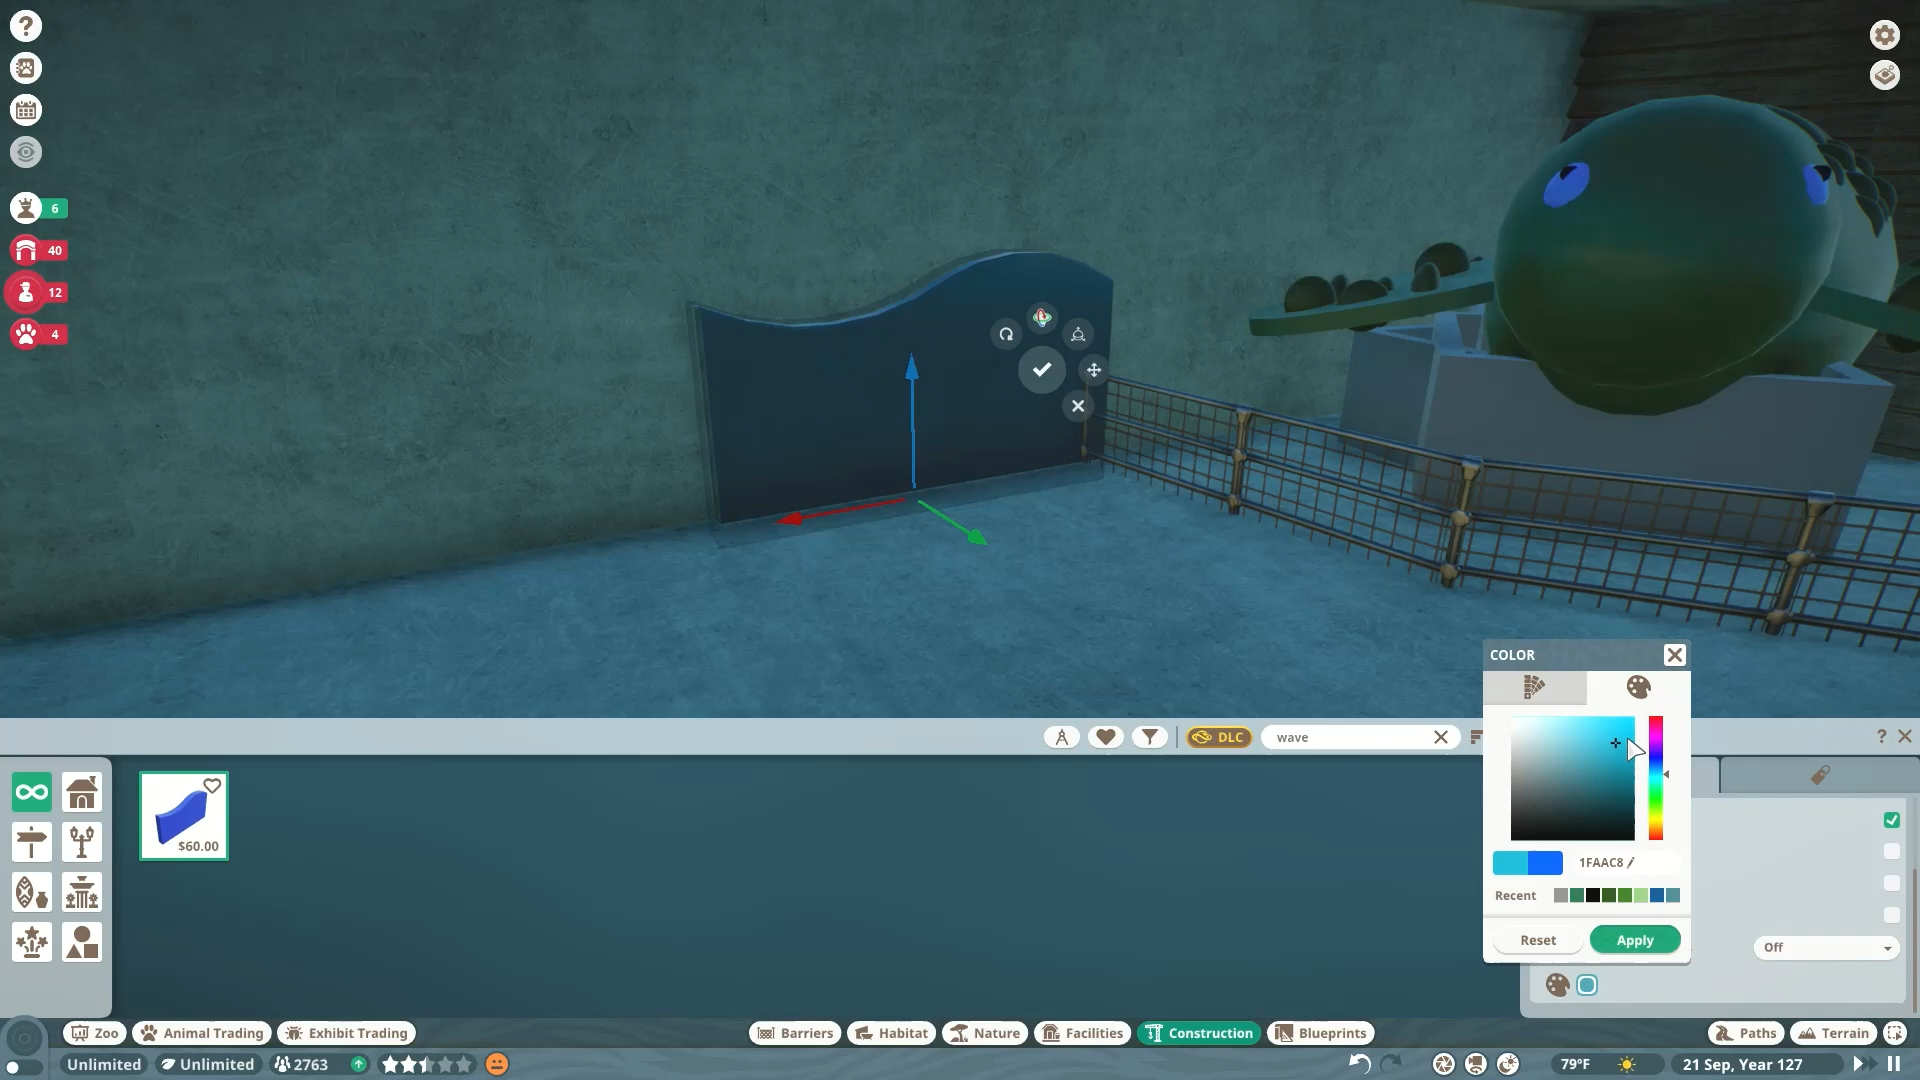 ?
6
40
12
4
COLOR
DLC
wave
?
$60.00
1FAAC8
Recent
Reset
Apply
Off
Zoo
Animal Trading
Exhibit Trading
Barriers
Habitat
Nature
Facilities
Construction
Blueprints
Paths
Terrain
Unlimited
Unlimited
2763
79°F
21 Sep, Year 127